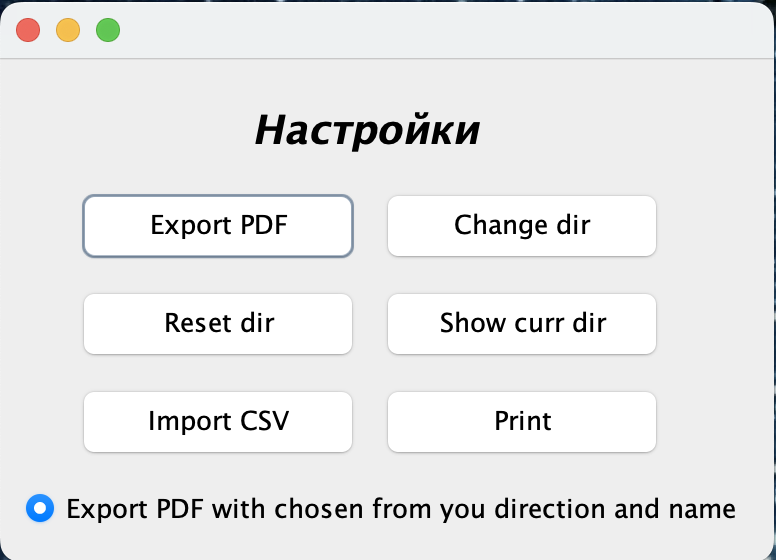 Настройки
Export PDF
Change dir
Reset dir
Show curr dir
Import CSV
Print
Export PDF with chosen from you direction and name